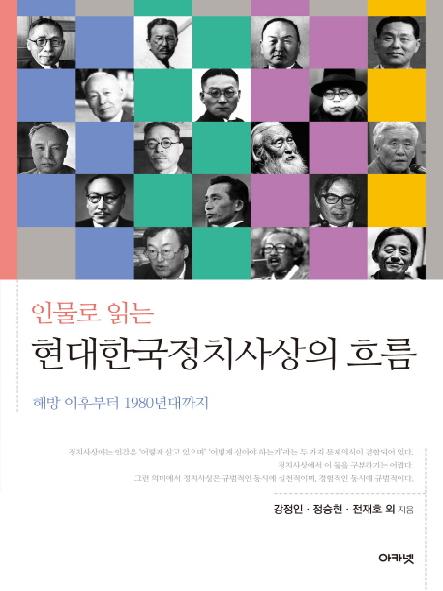 인물로 읽는
현대한국정치사상의 흐름
해방 이후부터 1980년대까지
정치사상이라는 인간은 '어떻게 살고 있으며' '어떻게 살아야 하는가'라는 두 가지 문제의식이 결합되어 있다.
정치사상에서 이 둘을 구분하기는 어렵다.
그런 의미에서 정치사상은 규범적인 동시에 실천적이며, 경험적인 동시에 규범적이다.
강정인 · 정승현 · 전재호 외 지음
아카넷